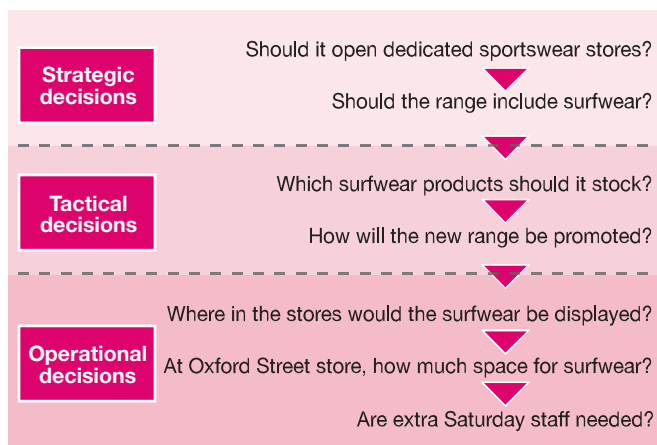 Strategic
decisions
Should it open dedicated sportswear stores?
Should the range include surfwear?
Tactical
decisions
Which surfwear products should it stock?
How will the new range be promoted?
Operational
decisions
Where in the stores would the surfwear be displayed?
At Oxford Street store, how much space for surfwear?
Are extra Saturday staff needed?